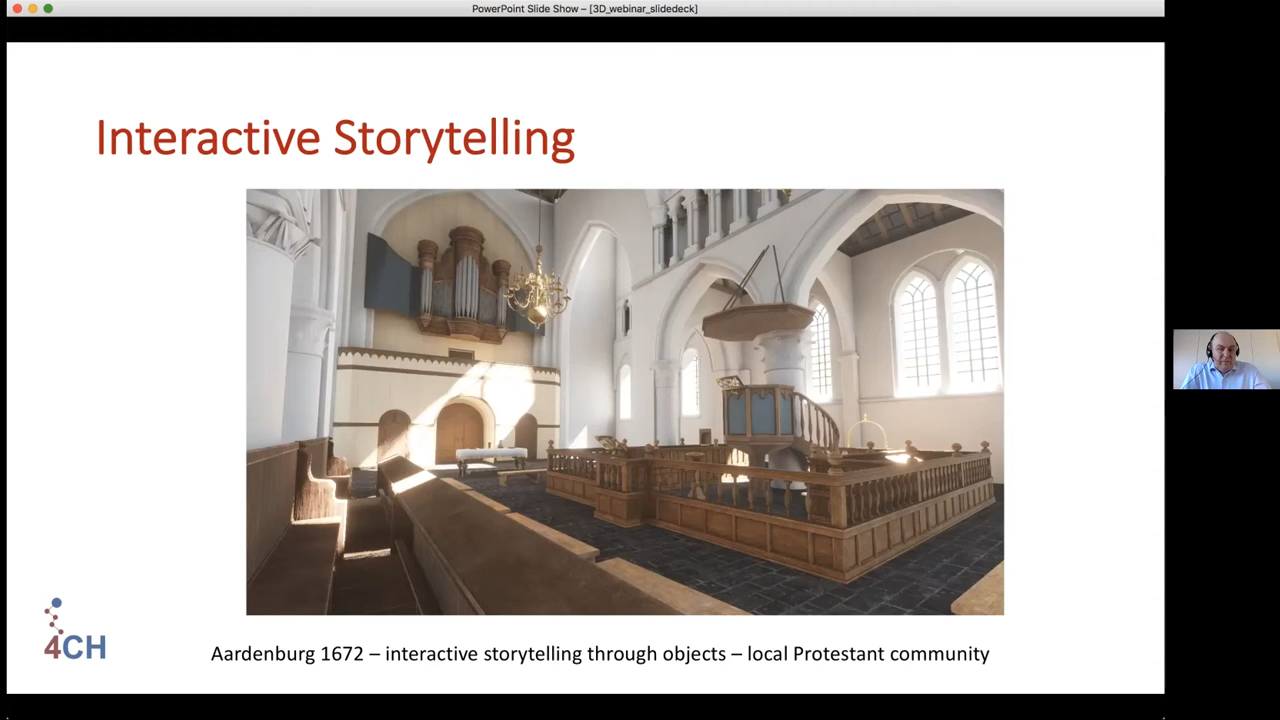 PowerPoint Slide Show – [3D_webinar_slidedeck]
Interactive Storytelling
4CH
Aardenburg 1672 – interactive storytelling through objects – local Protestant community